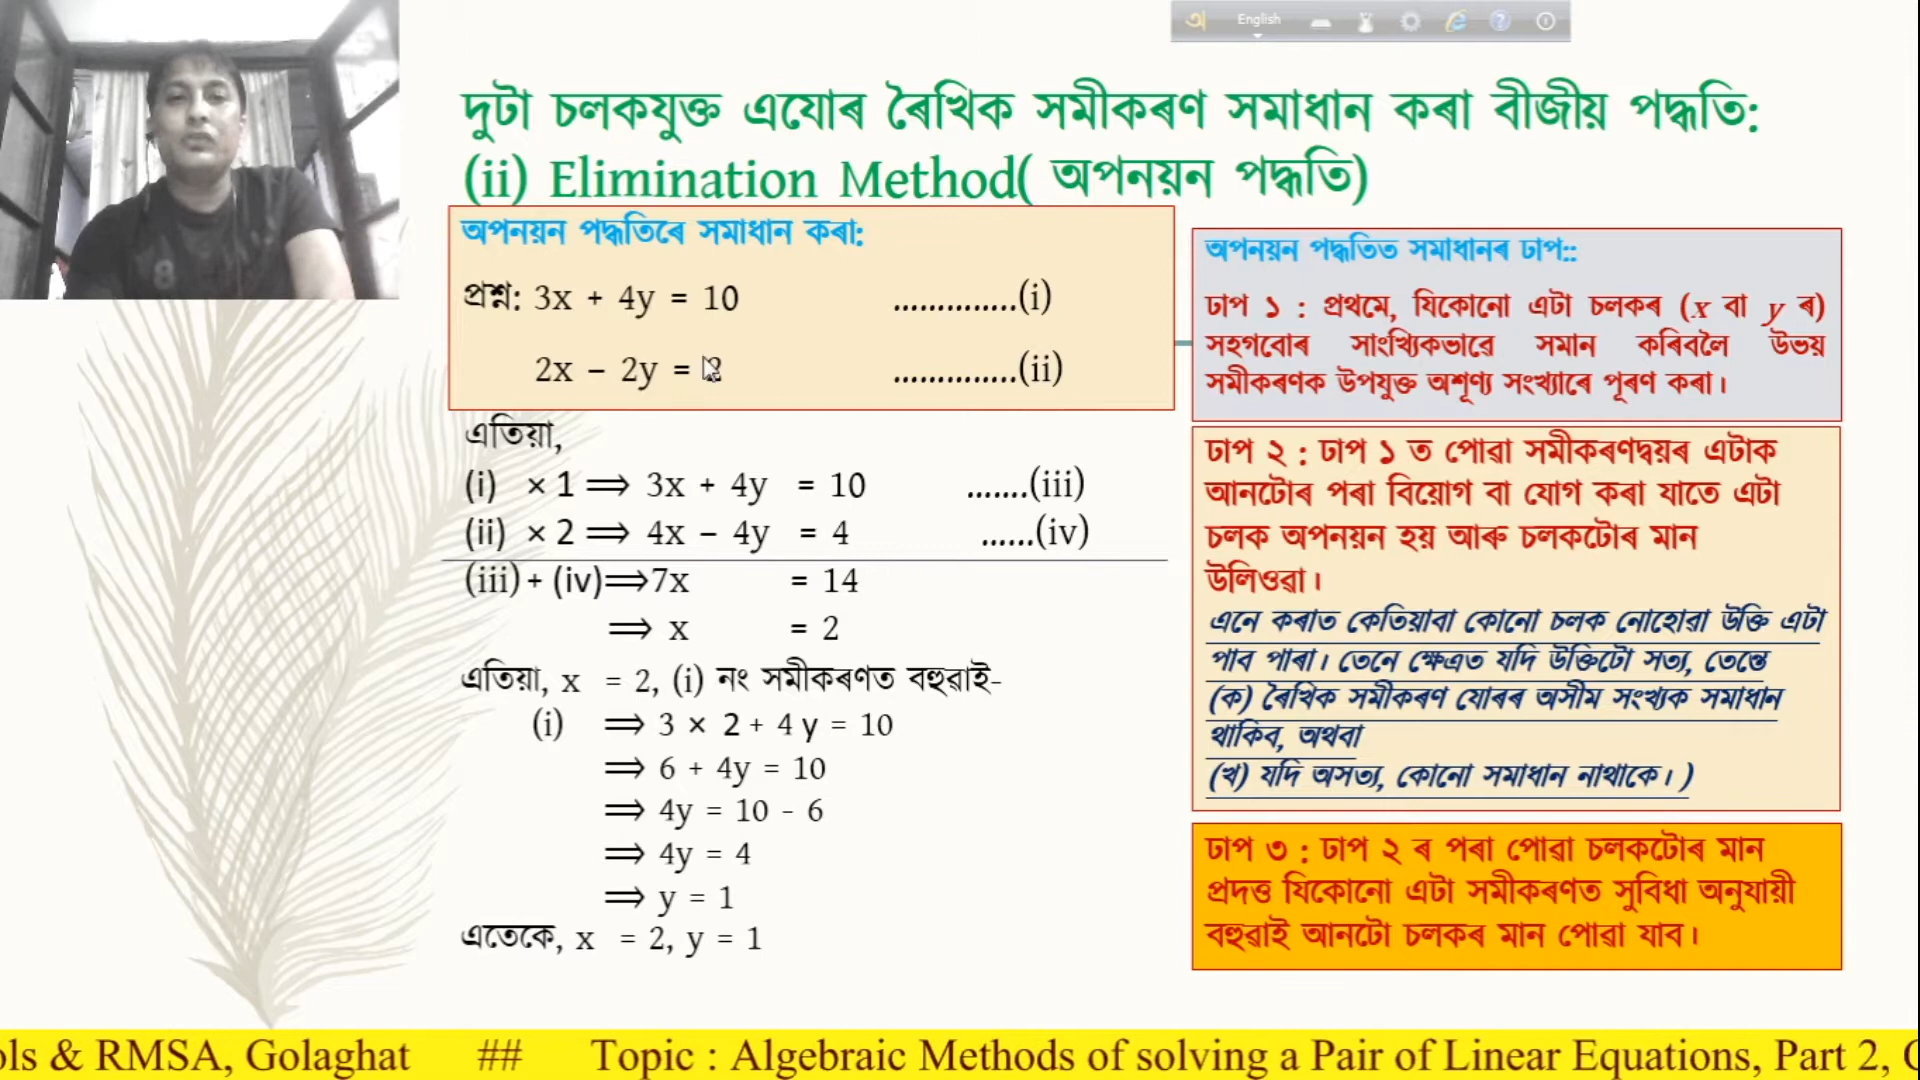 English
দুটা চলকযুক্ত এযোৰ ৰৈখিক সমীকৰণ সমাধান কৰা বীজীয় পদ্ধতি:
(ii) Elimination Method( অপনয়ন পদ্ধতি)
অপনয়ন পদ্ধতিৰে সমাধান কৰা:
প্ৰশ্ন: 3x + 4y = 10 ..............(i)
2x – 2y = ..............(ii)
এতিয়া,
(i) × 1 ⟹ 3x + 4y = 10 .......(iii)
(ii) × 2 ⟹ 4x – 4y = 4 ......(iv)
(iii) + (iv)⟹7x = 14
⟹ x = 2
এতিয়া, x = 2, (i) নং সমীকৰণত বহুৱাই-
(i) ⟹ 3 × 2 + 4 y = 10
⟹ 6 + 4y = 10
⟹ 4y = 10 - 6
⟹ 4y = 4
⟹ y = 1
এতেকে, x = 2, y = 1
অপনয়ন পদ্ধতিত সমাধানৰ ঢাপ::
ঢাপ ১ : প্ৰথমে, যিকোনো এটা চলকৰ (x বা y ৰ)
সহগবোৰ সাংখ্যিকভাৱে সমান কৰিবলৈ উভয়
সমীকৰণক উপযুক্ত অশূণ্য সংখ্যাৰে পূৰণ কৰা।
ঢাপ ২ : ঢাপ ১ ত পোৱা সমীকৰণদ্বয়ৰ এটাক
আনটোৰ পৰা বিয়োগ বা যোগ কৰা যাতে এটা
চলক অপনয়ন হয় আৰু চলকটোৰ মান
উলিওৱা।
এনে কৰাত কেতিয়াবা কোনো চলক নোহোৱা উক্তি এটা
পাব পাৰা। তেনে ক্ষেত্ৰত যদি উক্তিটো সত্য, তেন্তে
(ক) ৰৈখিক সমীকৰণ যোৰৰ অসীম সংখ্যক সমাধান
থাকিব, অথবা
(খ) যদি অসত্য, কোনো সমাধান নাথাকে। )
ঢাপ ৩ : ঢাপ ২ ৰ পৰা পোৱা চলকটোৰ মান
প্ৰদত্ত যিকোনো এটা সমীকৰণত সুবিধা অনুযায়ী
বহুৱাই আনটো চলকৰ মান পোৱা যাব।
ols & RMSA, Golaghat ## Topic : Algebraic Methods of solving a Pair of Linear Equations, Part 2,